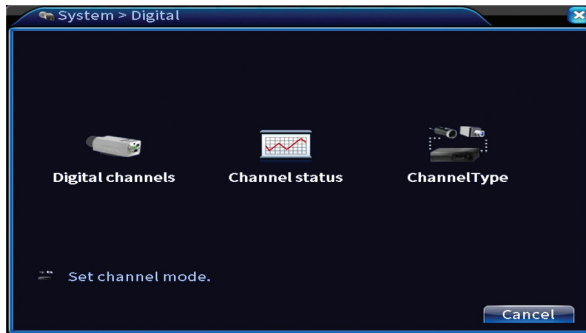 System > Digital
Digital channels
Channel status
ChannelType
Set channel mode.
Cancel